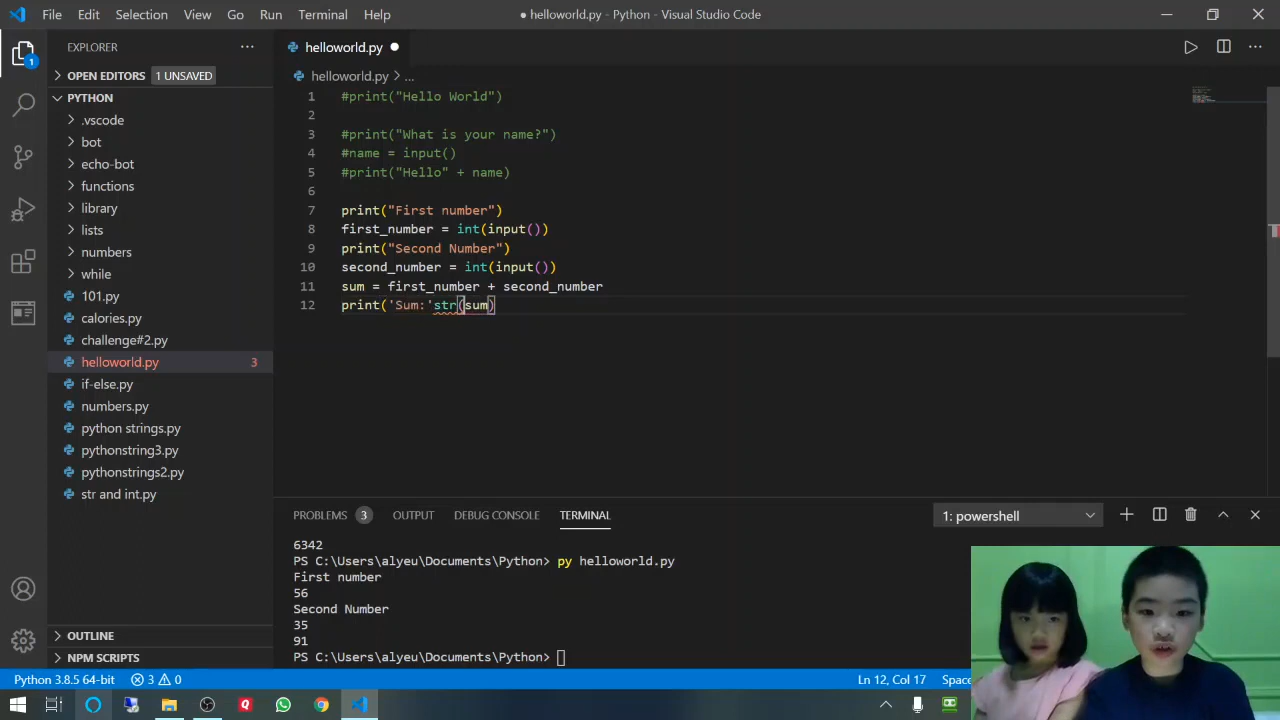 File Edit Selection View Go Run Terminal Help
● helloworld.py - Python - Visual Studio Code
EXPLORER
OPEN EDITORS 1 UNSAVED
PYTHON
.vscode
bot
echo-bot
functions
library
lists
numbers
while
101.py
calories.py
challenge#2.py
helloworld.py 3
if-else.py
numbers.py
python strings.py
pythonstring3.py
pythonstrings2.py
str and int.py
OUTLINE
NPM SCRIPTS
1
helloworld.py
helloworld.py > ...
1 #print("Hello World")
2
3 #print("What is your name?")
4 #name = input()
5 #print("Hello" + name)
6
7 print("First number")
8 first_number = int(input())
9 print("Second Number")
10 second_number = int(input())
11 sum = first_number + second_number
12 print('Sum:'str(sum)
PROBLEMS 3 OUTPUT DEBUG CONSOLE TERMINAL
1: powershell
6342
PS C:\Users\alyeu\Documents\Python> py helloworld.py
First number
56
Second Number
35
91
PS C:\Users\alyeu\Documents\Python>
Python 3.8.5 64-bit 3 0
Ln 12, Col 17 Space